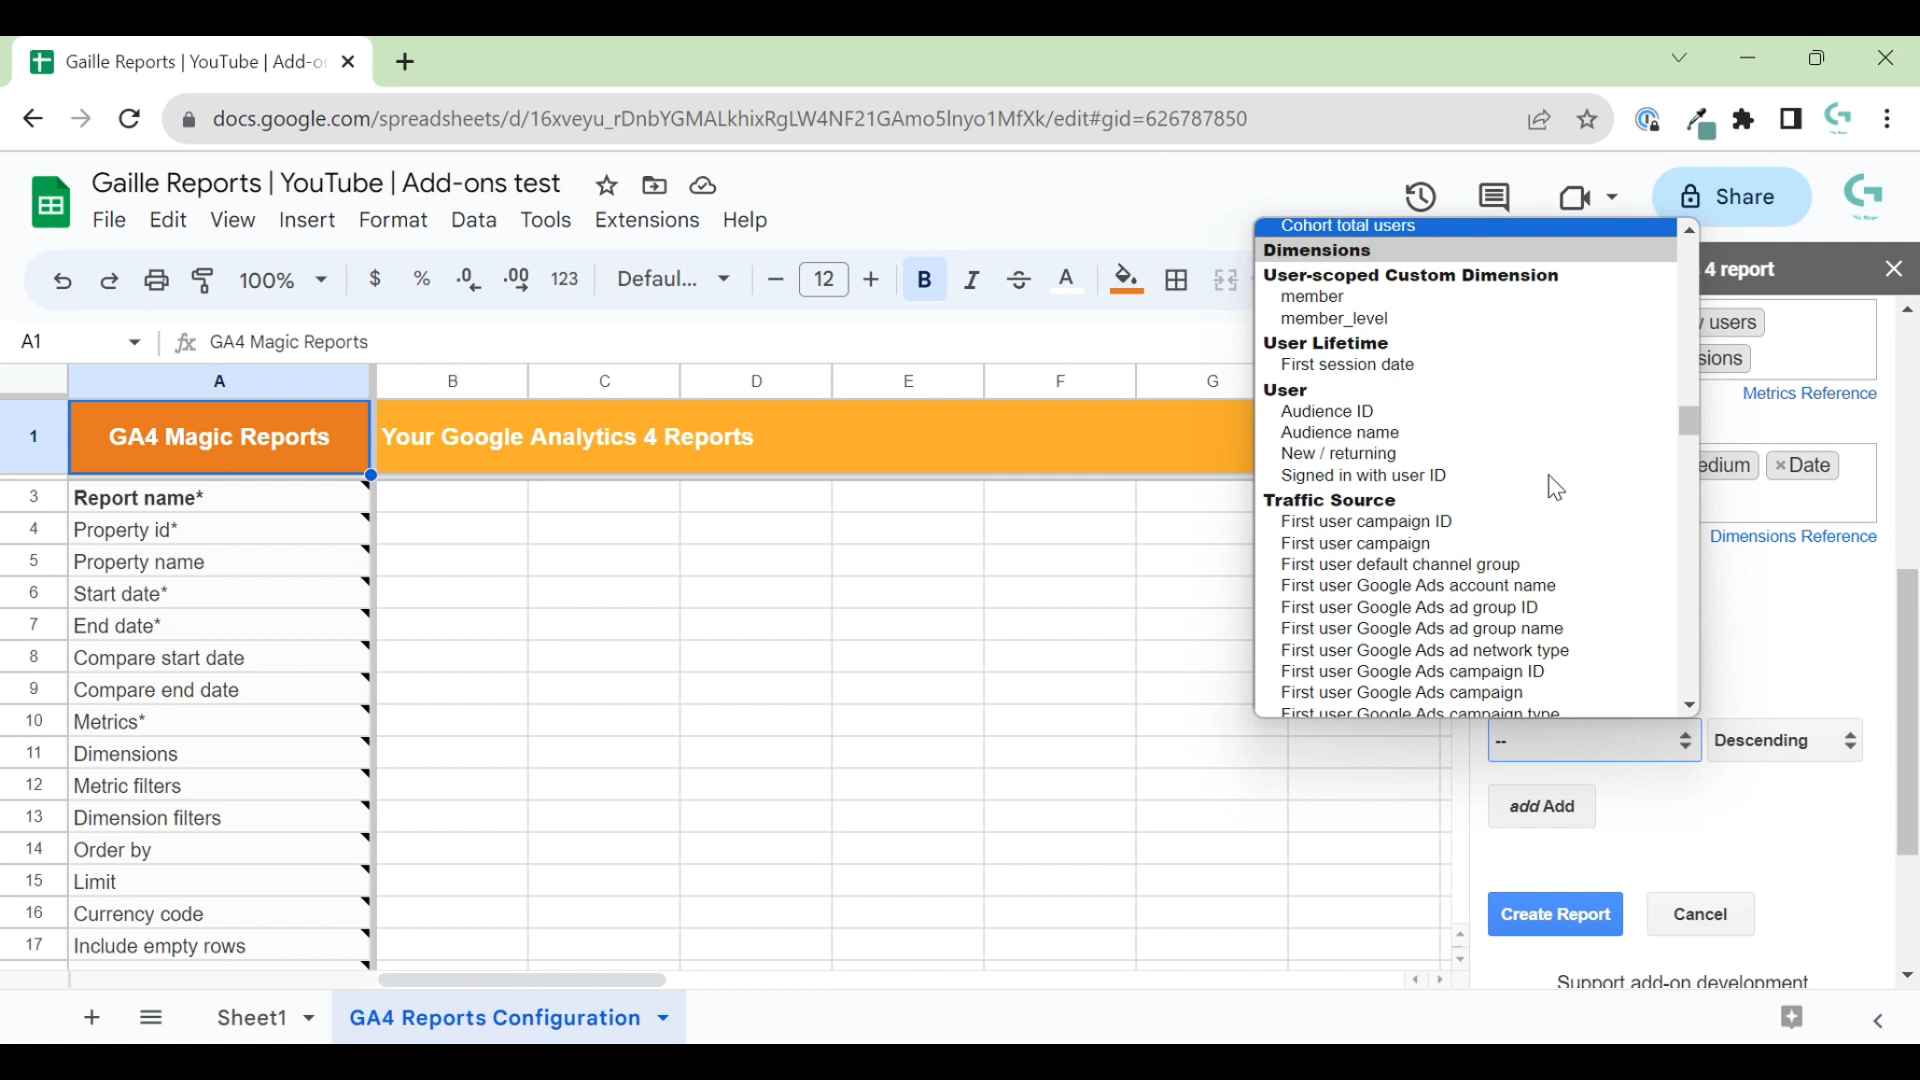 Gaille Reports | YouTube | Add-o
docs.google.com/spreadsheets/d/16xveyu_rDnbYGMALkhixRgLW4NF21GAmo5lnyo1MfXk/edit#gid=626787850
Gaille Reports | YouTube | Add-ons test
File Edit View Insert Format Data Tools Extensions Help
Share
100% $ % .0 .00 123 Defaul... 12 B I A
A1 fx GA4 Magic Reports
A B C D E F G
1 GA4 Magic Reports Your Google Analytics 4 Reports
3 Report name*
4 Property id*
5 Property name
6 Start date*
7 End date*
8 Compare start date
9 Compare end date
10 Metrics*
11 Dimensions
12 Metric filters
13 Dimension filters
14 Order by
15 Limit
16 Currency code
17 Include empty rows
Cohort total users
Dimensions
User-scoped Custom Dimension
member
member_level
User Lifetime
First session date
User
Audience ID
Audience name
New / returning
Signed in with user ID
Traffic Source
First user campaign ID
First user campaign
First user default channel group
First user Google Ads account name
First user Google Ads ad group ID
First user Google Ads ad group name
First user Google Ads ad network type
First user Google Ads campaign ID
First user Google Ads campaign
First user Google Ads campaign type
4 report
users
sions
Metrics Reference
edium × Date
Dimensions Reference
-- Descending
add Add
Create Report Cancel
Support add-on development
Sheet1 GA4 Reports Configuration